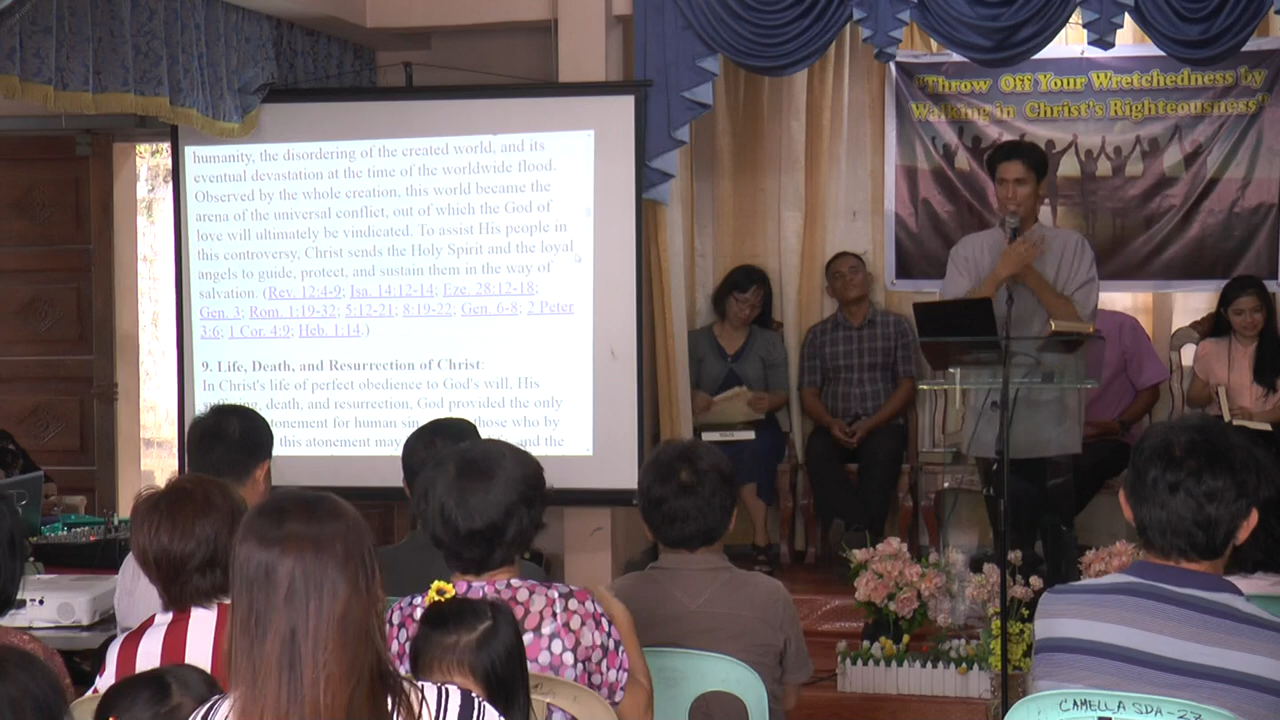 humanity, the disordering of the created world, and its
eventual devastation at the time of the worldwide flood.
Observed by the whole creation, this world became the
arena of the universal conflict, out of which the God of
love will ultimately be vindicated. To assist His people in
this controversy, Christ sends the Holy Spirit and the loyal
angels to guide, protect, and sustain them in the way of
salvation. (Rev. 12:4-9; Isa. 14:12-14; Eze. 28:12-18;
Gen. 3; Rom. 1:19-32; 5:12-21; 8:19-22; Gen. 6-8; 2 Peter
3:6; 1 Cor. 4:9; Heb. 1:14.)
9. Life, Death, and Resurrection of Christ:
In Christ's life of perfect obedience to God's will, His
suffering, death, and resurrection, God provided the only
atonement for human sin those who by
this atonement may and the
"Throw Off Your Wretchedness by
Walking in Christ's Righteousness"
CAMELLA SDA-